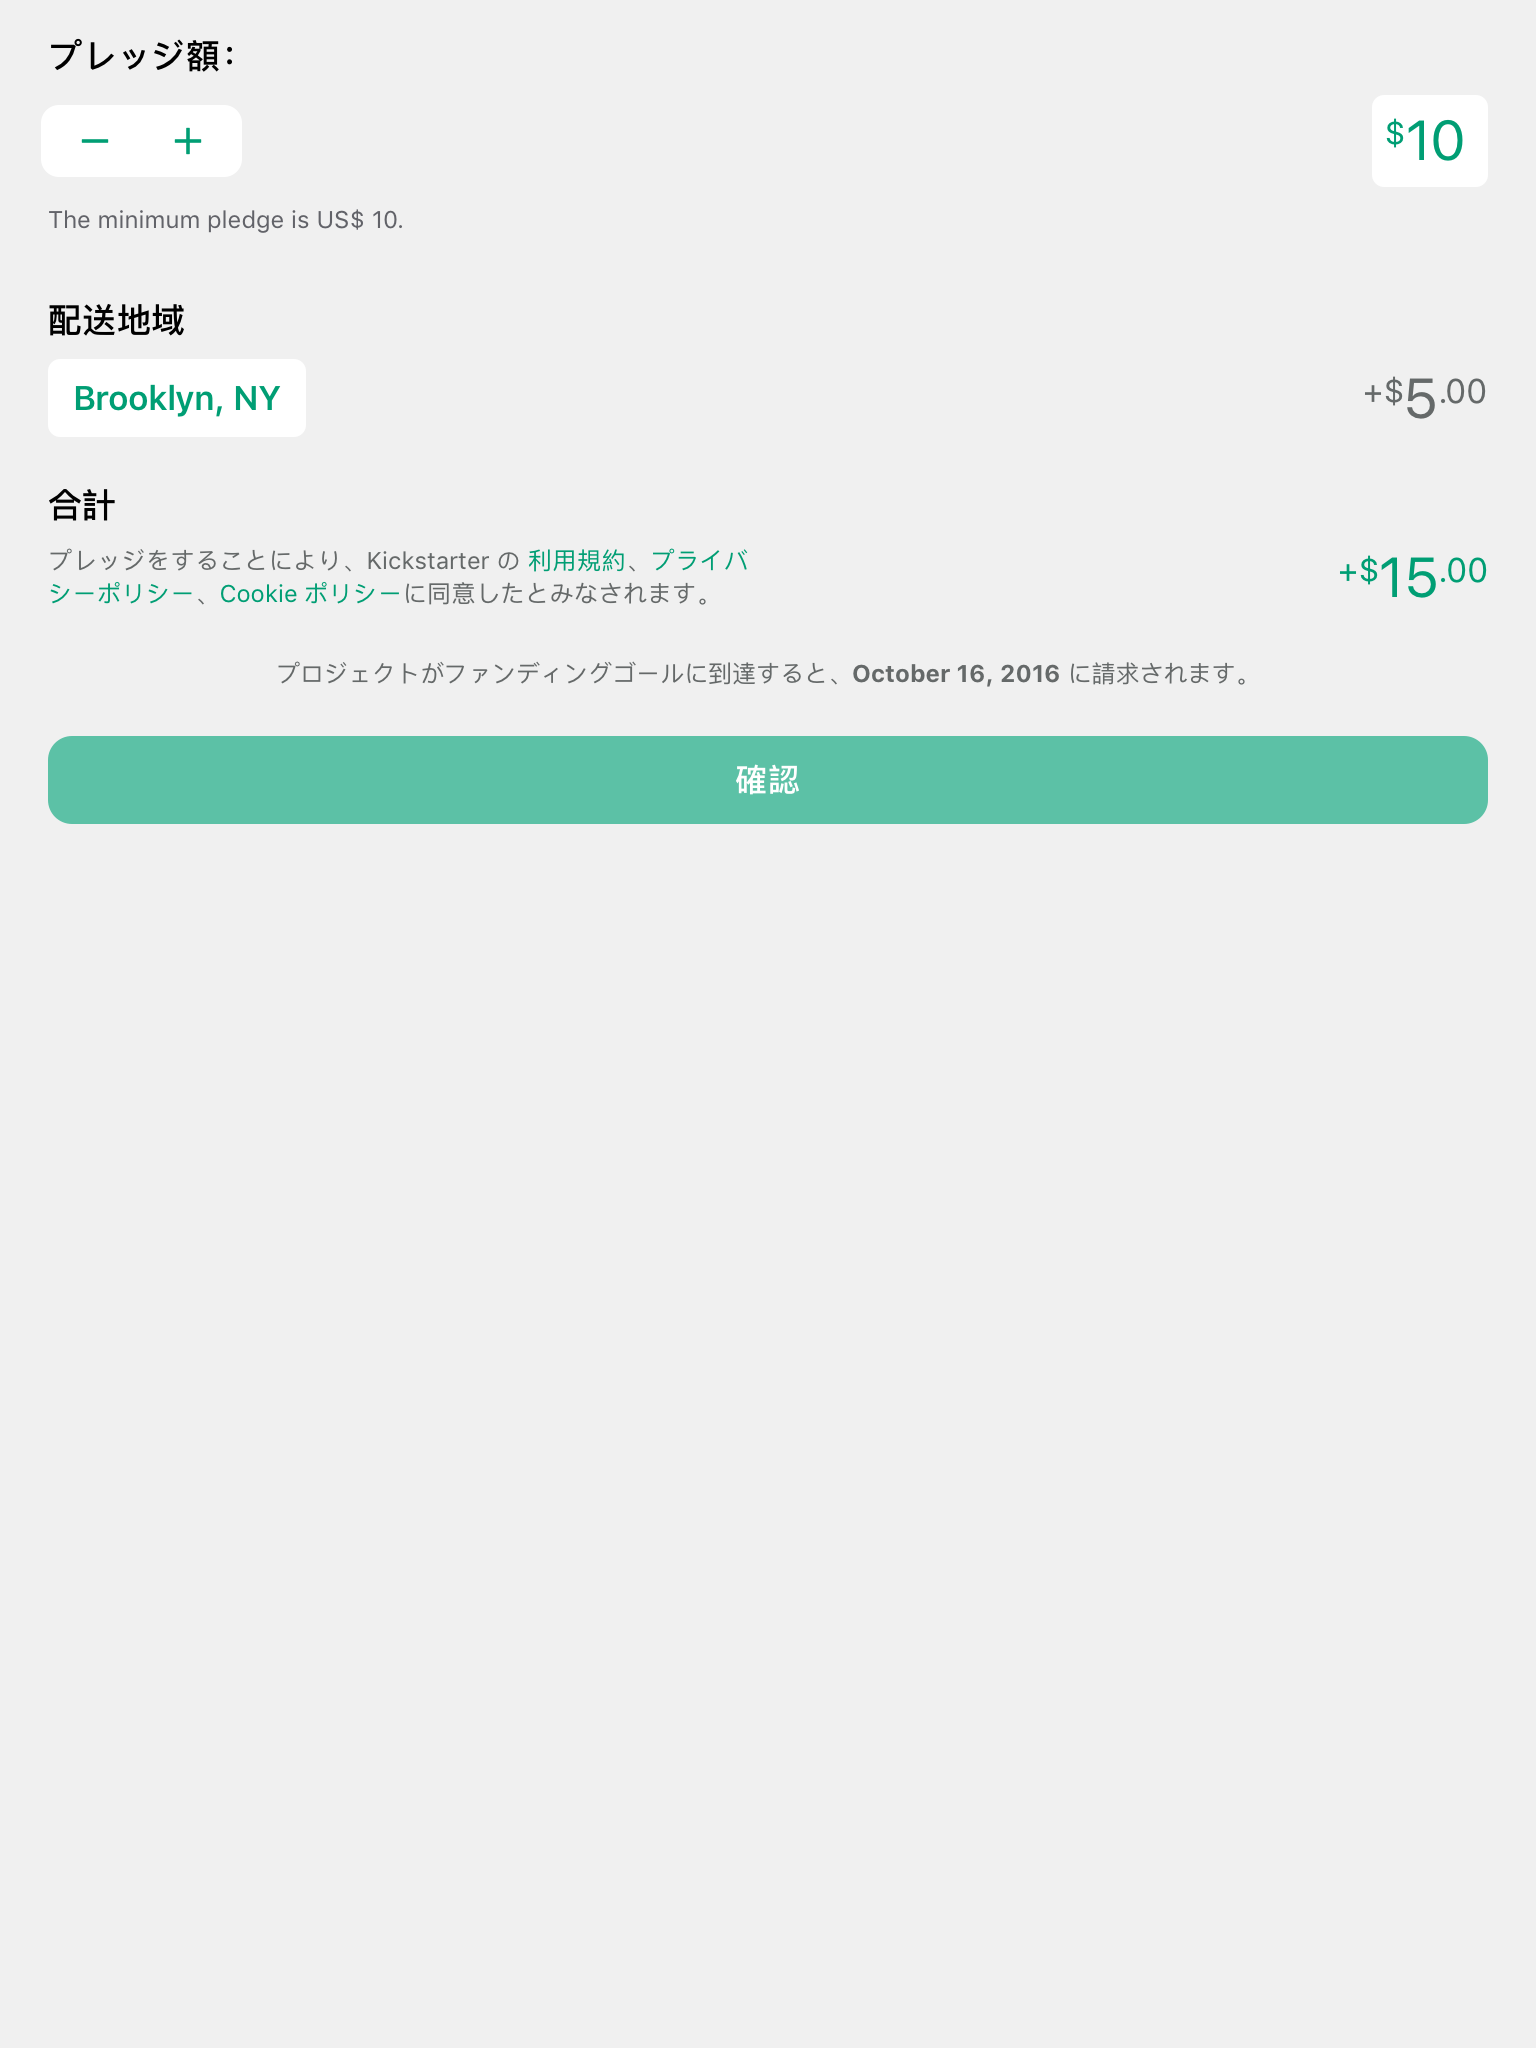 プレッジ額:
− +
$10
The minimum pledge is US$ 10.
配送地域
Brooklyn, NY
+$5.00
合計
プレッジをすることにより、Kickstarter の 利用規約、プライバ
シーポリシー、Cookie ポリシーに同意したとみなされます。
+$15.00
プロジェクトがファンディングゴールに到達すると、October 16, 2016 に請求されます。
確認